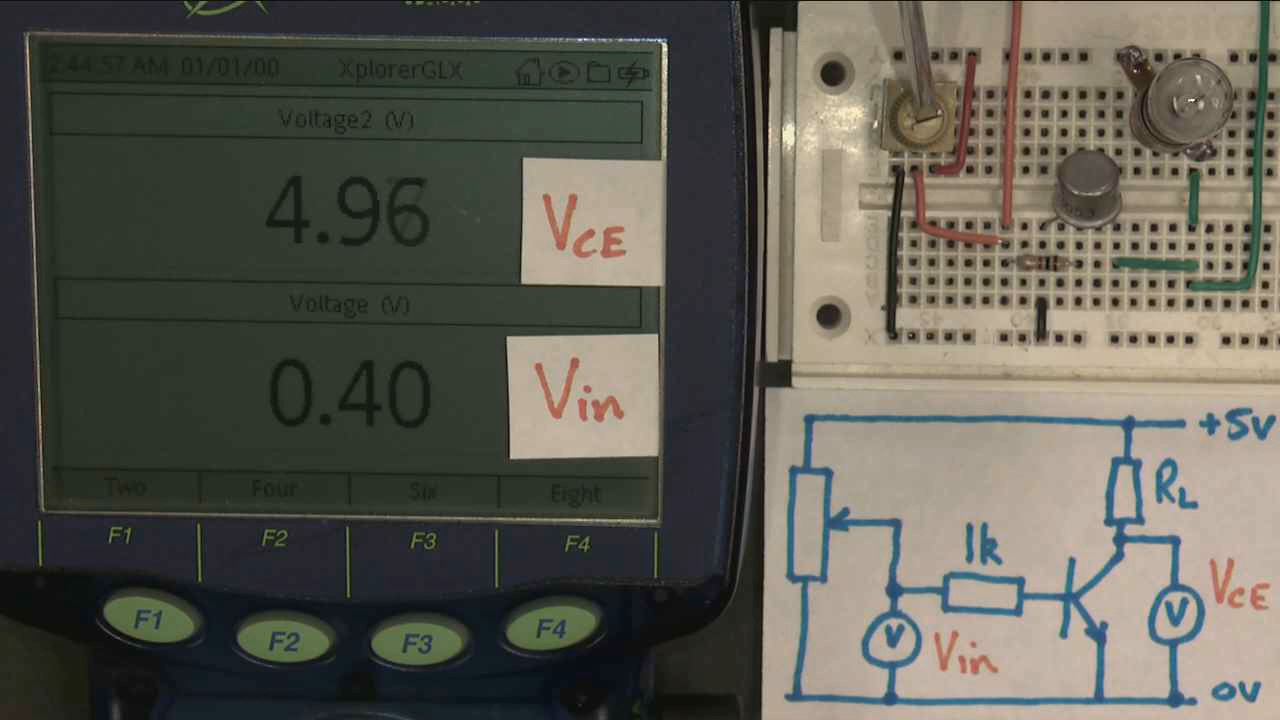 2:44:57 AM 01/01/00 XplorerGLX
Voltage2 (V)
4.96
VCE
Voltage (V)
0.40
Vin
Two Four Six Eight
F1 F2 F3 F4
F1 F2 F3 F4
+5V
RL
1k
V
Vin
V
VCE
0V